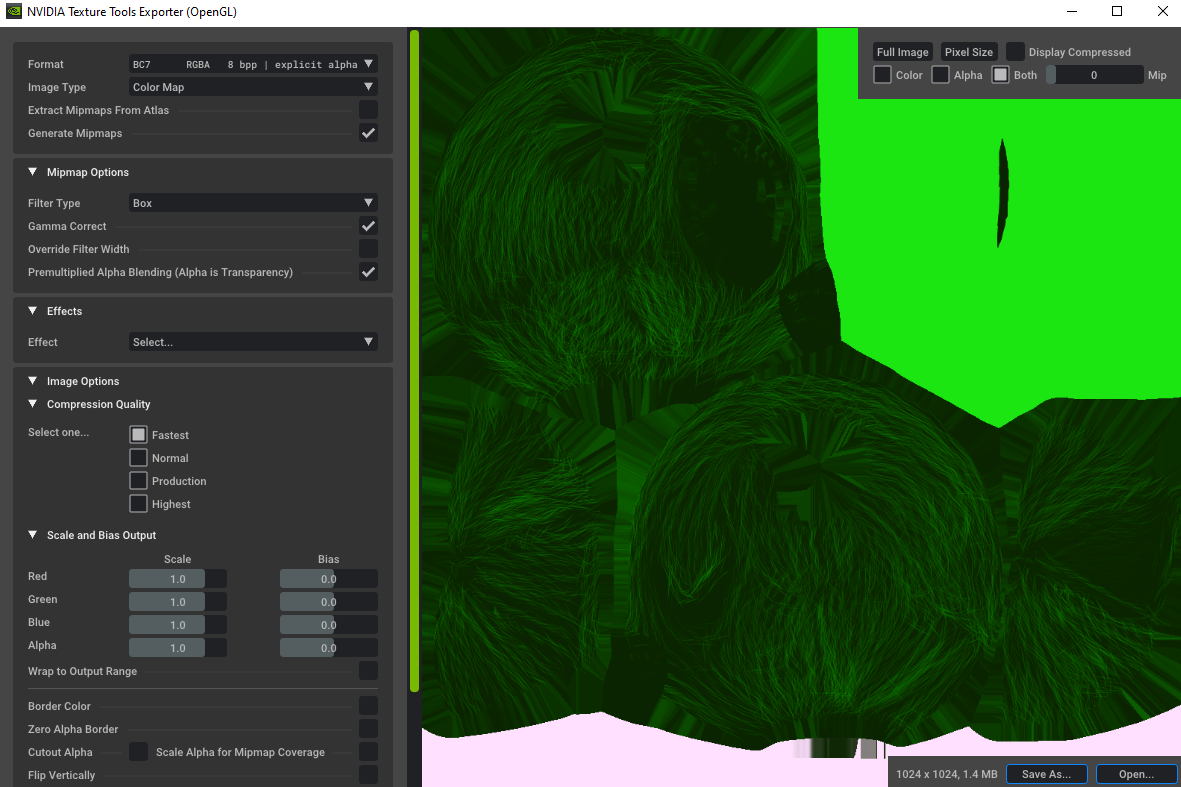 NVIDIA Texture Tools Exporter (OpenGL)
Format BC7 RGBA 8 bpp | explicit alpha
Image Type Color Map
Extract Mipmaps From Atlas
Generate Mipmaps
Mipmap Options
Filter Type Box
Gamma Correct
Override Filter Width
Premultiplied Alpha Blending (Alpha is Transparency)
Effects
Effect Select...
Image Options
Compression Quality
Select one... Fastest
Normal
Production
Highest
Scale and Bias Output
Scale Bias
Red 1.0 0.0
Green 1.0 0.0
Blue 1.0 0.0
Alpha 1.0 0.0
Wrap to Output Range
Border Color
Zero Alpha Border
Cutout Alpha Scale Alpha for Mipmap Coverage
Flip Vertically
Full Image Pixel Size Display Compressed
Color Alpha Both 0 Mip
1024 x 1024, 1.4 MB Save As... Open...